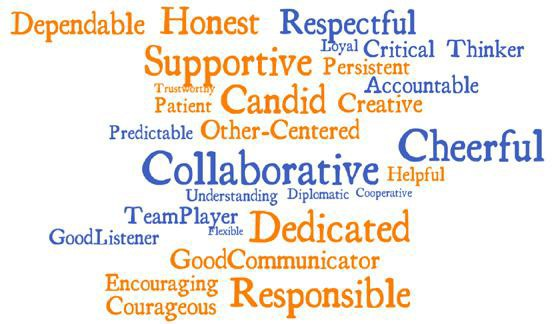 Dependable Honest Respectful
Loyal Critical Thinker
Supportive Persistent
Trustworthy Accountable
Patient Candid Creative
Predictable Other-Centered
Cheerful
Collaborative Helpful
Understanding Diplomatic Cooperative
TeamPlayer
GoodListener Flexible Dedicated
GoodCommunicator
Encouraging
Courageous Responsible